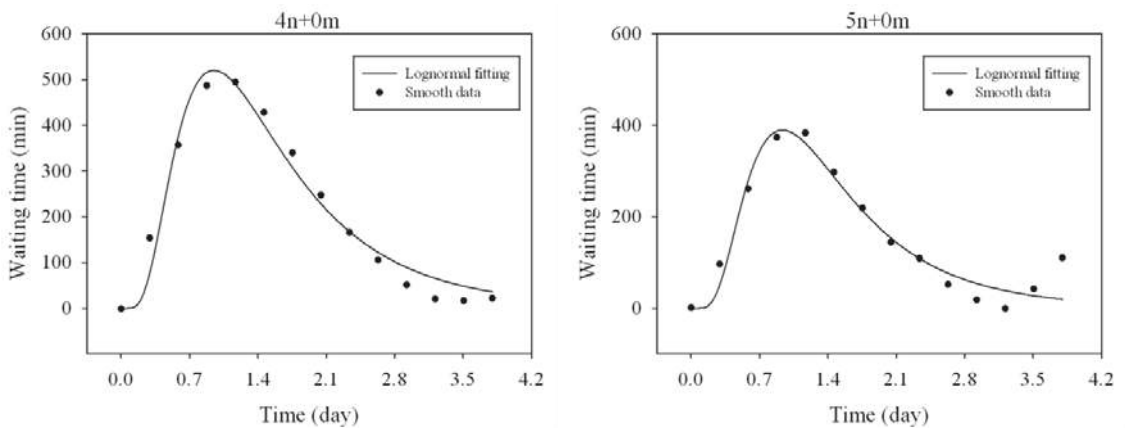 4n+0m
600
500
400
300
200
100
0
Waiting time (min)
Lognormal fitting
Smooth data
0.0 0.7 1.4 2.1 2.8 3.5 4.2
Time (day)
5n+0m
600
400
200
0
Waiting time (min)
Lognormal fitting
Smooth data
0.0 0.7 1.4 2.1 2.8 3.5 4.2
Time (day)